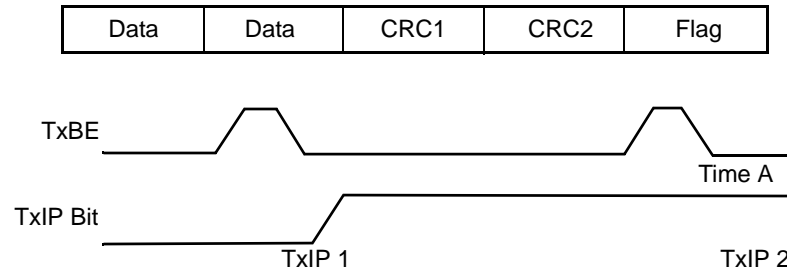 Data Data CRC1 CRC2 Flag
TxBE
Time A
TxIP Bit
TxIP 1 TxIP 2